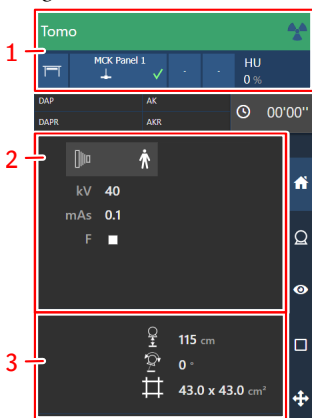 Tomo
1
MCK Panel 1
- -
HU
0 %
DAP AK
DAPR AKR
00'00"
2
kV 40
mAs 0.1
F
3
115 cm
0 °
43.0 x 43.0 cm²